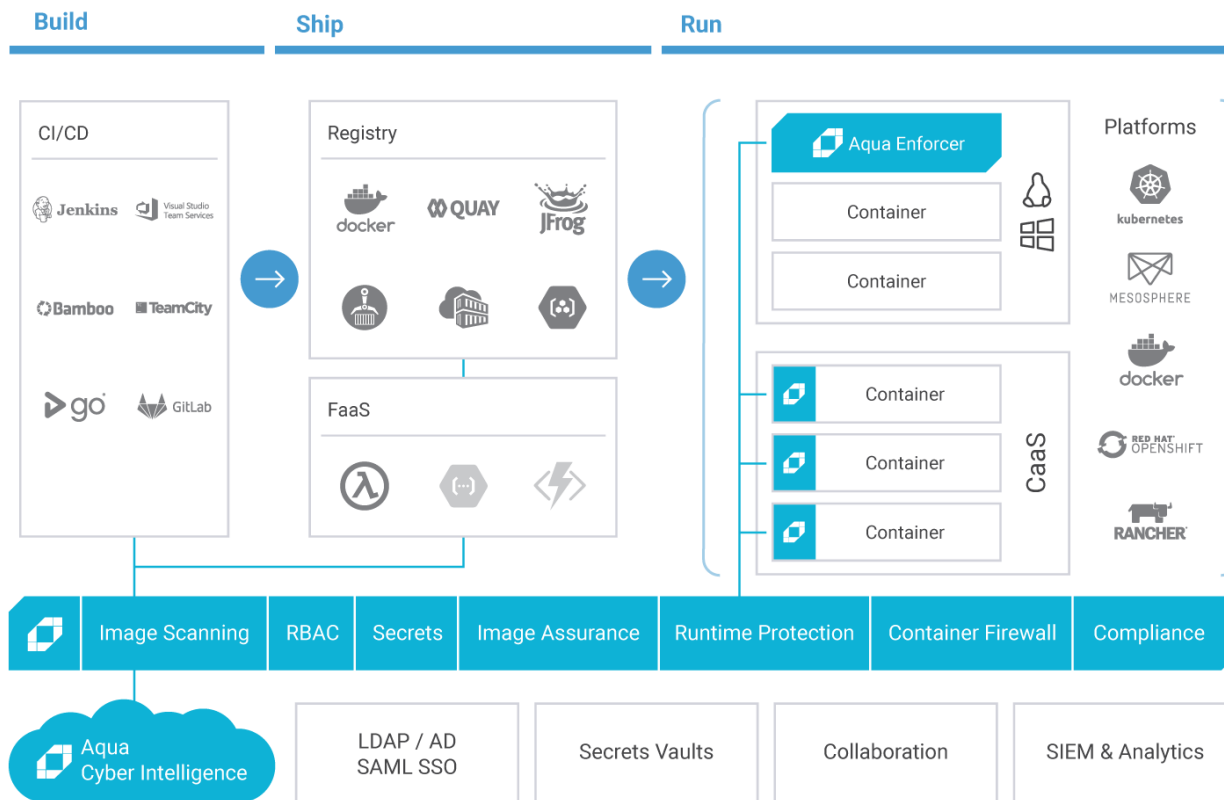 Build
Ship
Run
CI/CD
Jenkins
Visual Studio
Team Services
Bamboo
TeamCity
go
GitLab
Registry
docker
QUAY
JFrog
FaaS
λ
Aqua Enforcer
Container
Container
Container
Container
Container
CaaS
Platforms
kubernetes
MESOSPHERE
docker
RED HAT
OPENSHIFT
RANCHER
Image Scanning
RBAC
Secrets
Image Assurance
Runtime Protection
Container Firewall
Compliance
Aqua
Cyber Intelligence
LDAP / AD
SAML SSO
Secrets Vaults
Collaboration
SIEM & Analytics